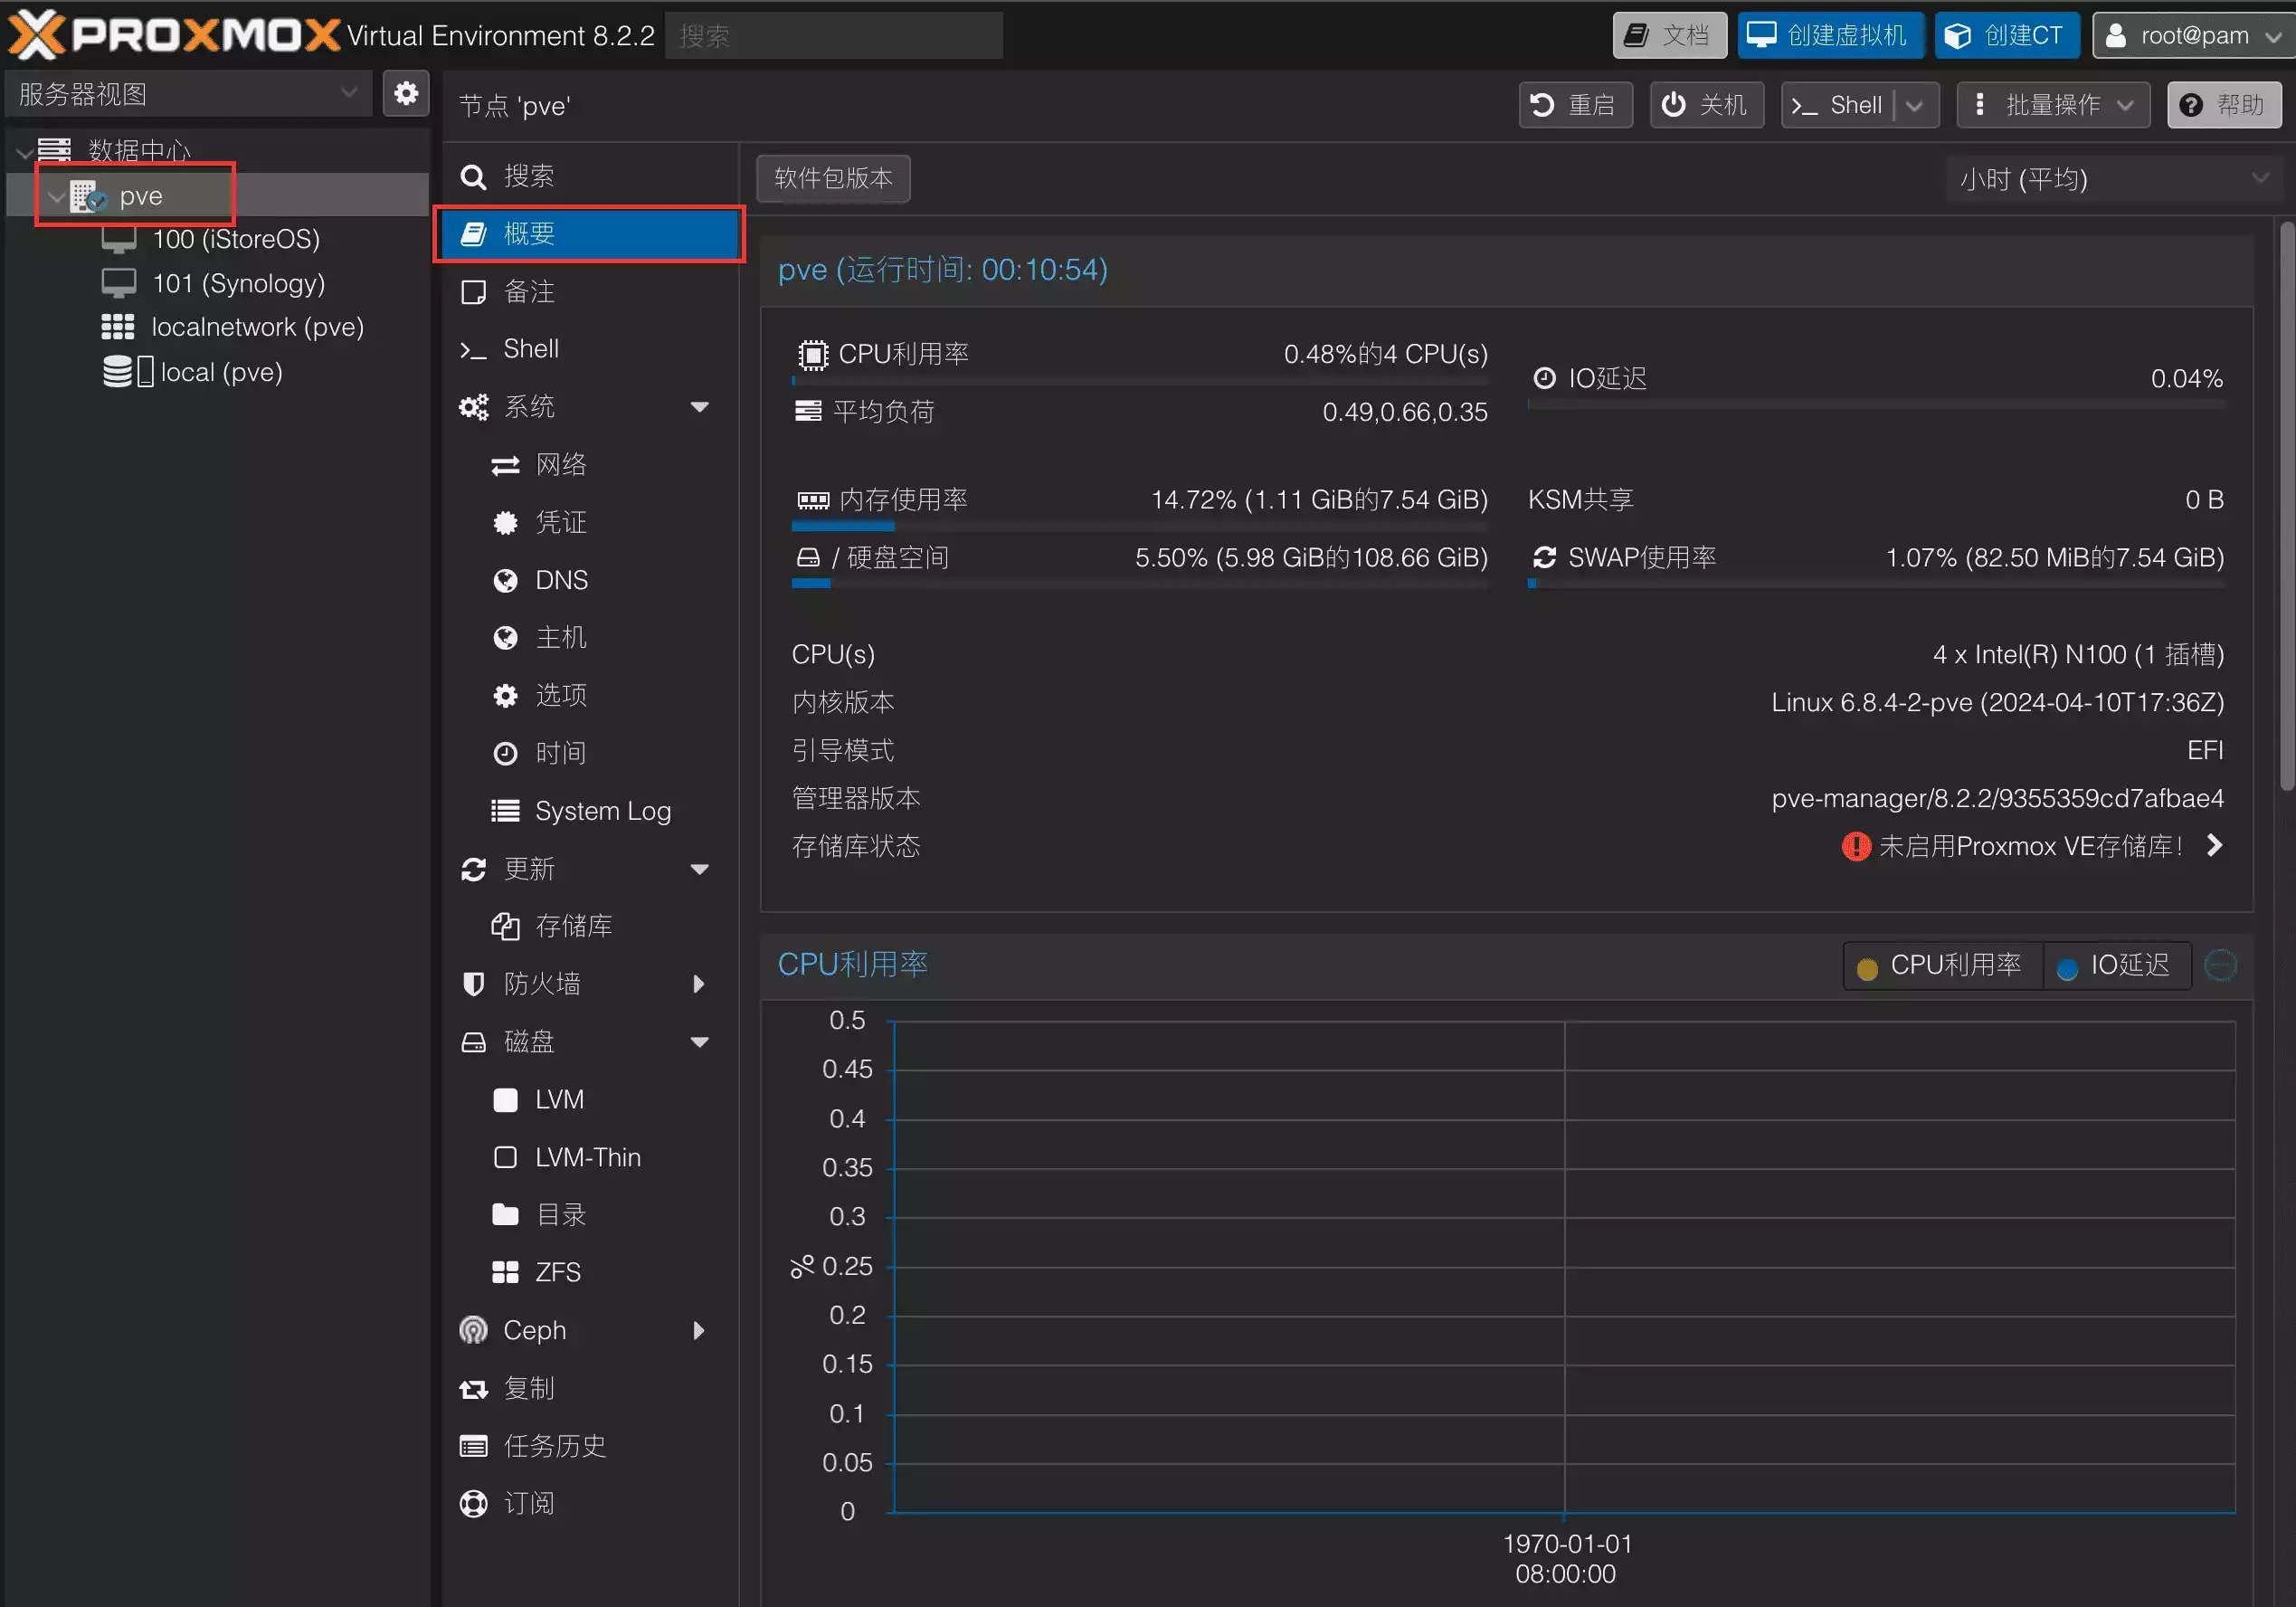 PROXMOX Virtual Environment 8.2.2 搜索 文档 创建虚拟机 创建CT root@pam
服务器视图
数据中心
pve
100 (iStoreOS)
101 (Synology)
localnetwork (pve)
local (pve)
节点 'pve' 重启 关机 Shell 批量操作 帮助
搜索
概要
备注
Shell
系统
网络
凭证
DNS
主机
选项
时间
System Log
更新
存储库
防火墙
磁盘
LVM
LVM-Thin
目录
ZFS
Ceph
复制
任务历史
订阅
软件包版本 小时 (平均)
pve (运行时间: 00:10:54)
CPU利用率 0.48%的4 CPU(s)
IO延迟 0.04%
平均负荷 0.49,0.66,0.35
内存使用率 14.72% (1.11 GiB的7.54 GiB) KSM共享 0 B
/ 硬盘空间 5.50% (5.98 GiB的108.66 GiB) SWAP使用率 1.07% (82.50 MiB的7.54 GiB)
CPU(s) 4 x Intel(R) N100 (1 插槽)
内核版本 Linux 6.8.4-2-pve (2024-04-10T17:36Z)
引导模式 EFI
管理器版本 pve-manager/8.2.2/9355359cd7afbae4
存储库状态 未启用Proxmox VE存储库!
CPU利用率 CPU利用率 IO延迟
0.5
0.45
0.4
0.35
0.3
% 0.25
0.2
0.15
0.1
0.05
0
1970-01-01
08:00:00